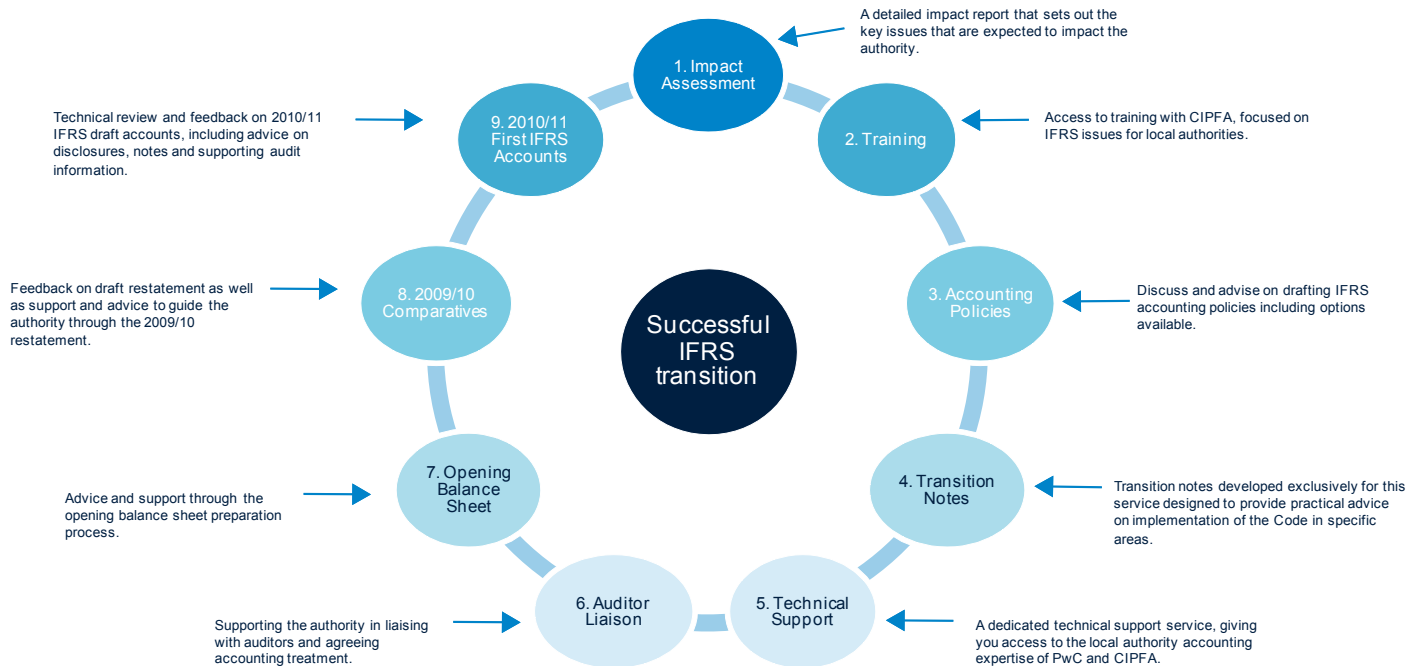 A detailed impact report that sets out the
key issues that are expected to impact the
authority.
1. Impact
Assessment
Access to training with CIPFA, focused on
IFRS issues for local authorities.
2. Training
Discuss and advise on drafting IFRS
accounting policies including options
available.
3. Accounting
Policies
Transition notes developed exclusively for this
service designed to provide practical advice
on implementation of the Code in specific
areas.
4. Transition
Notes
A dedicated technical support service, giving
you access to the local authority accounting
expertise of PwC and CIPFA.
5. Technical
Support
6. Auditor
Liaison
Supporting the authority in liaising
with auditors and agreeing
accounting treatment.
7. Opening
Balance
Sheet
Advice and support through the
opening balance sheet preparation
process.
8. 2009/10
Comparatives
Feedback on draft restatement as well
as support and advice to guide the
authority through the 2009/10
restatement.
9. 2010/11
First IFRS
Accounts
Technical review and feedback on 2010/11
IFRS draft accounts, including advice on
disclosures, notes and supporting audit
information.
Successful
IFRS
transition